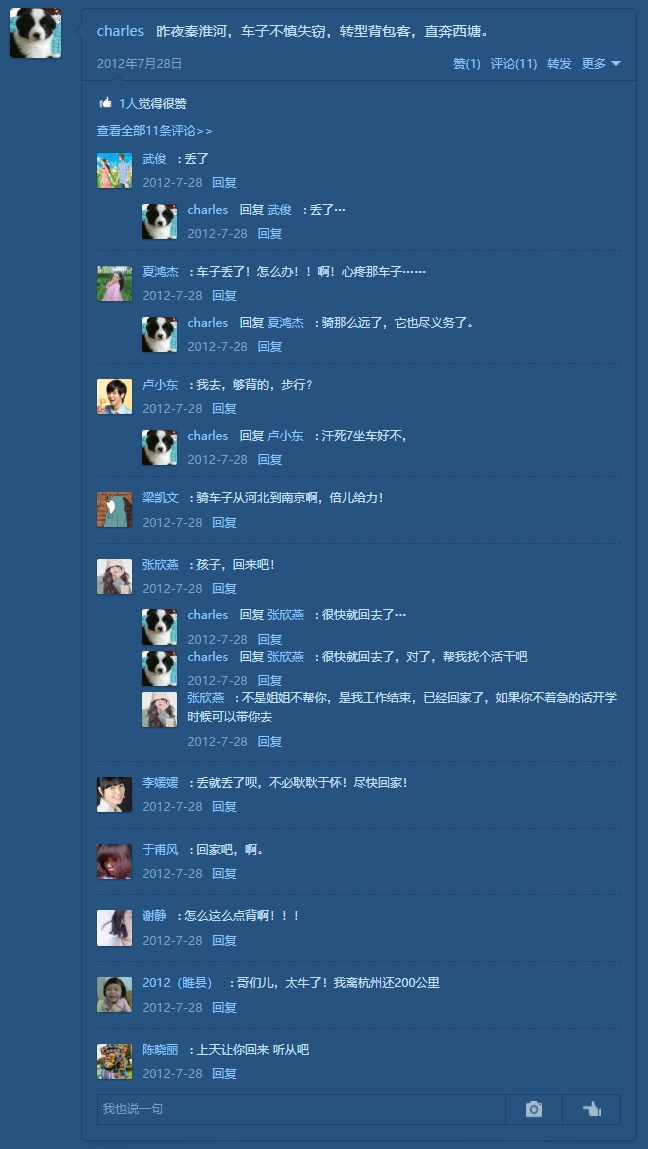 charles 昨夜秦淮河，车子不慎失窃，转型背包客，直奔西塘。
2012年7月28日 赞(1) 评论(11) 转发 更多
1人觉得很赞
查看全部11条评论>>
武俊 : 丢了
2012-7-28 回复
charles 回复 武俊 : 丢了…
2012-7-28 回复
夏鸿杰 : 车子丢了！怎么办！！啊！心疼那车子……
2012-7-28 回复
charles 回复 夏鸿杰 : 骑那么远了，它也尽义务了。
2012-7-28 回复
卢小东 : 我去，够背的，步行？
2012-7-28 回复
charles 回复 卢小东 : 汗死7坐车好不，
2012-7-28 回复
梁凯文 : 骑车子从河北到南京啊，倍儿给力！
2012-7-28 回复
张欣燕 : 孩子，回来吧！
2012-7-28 回复
charles 回复 张欣燕 : 很快就回去了…
2012-7-28 回复
charles 回复 张欣燕 : 很快就回去了，对了，帮我找个活干吧
2012-7-28 回复
张欣燕 : 不是姐姐不帮你，是我工作结束，已经回家了，如果你不着急的话开学
时候可以带你去
2012-7-28 回复
李媛媛 : 丢就丢了呗，不必耿耿于怀！尽快回家！
2012-7-28 回复
于甫风 : 回家吧，啊。
2012-7-28 回复
谢静 : 怎么这么点背啊！！！
2012-7-28 回复
2012（睢县） : 哥们儿，太牛了！我离杭州还200公里
2012-7-28 回复
陈晓丽 : 上天让你回来 听从吧
2012-7-28 回复
我也说一句